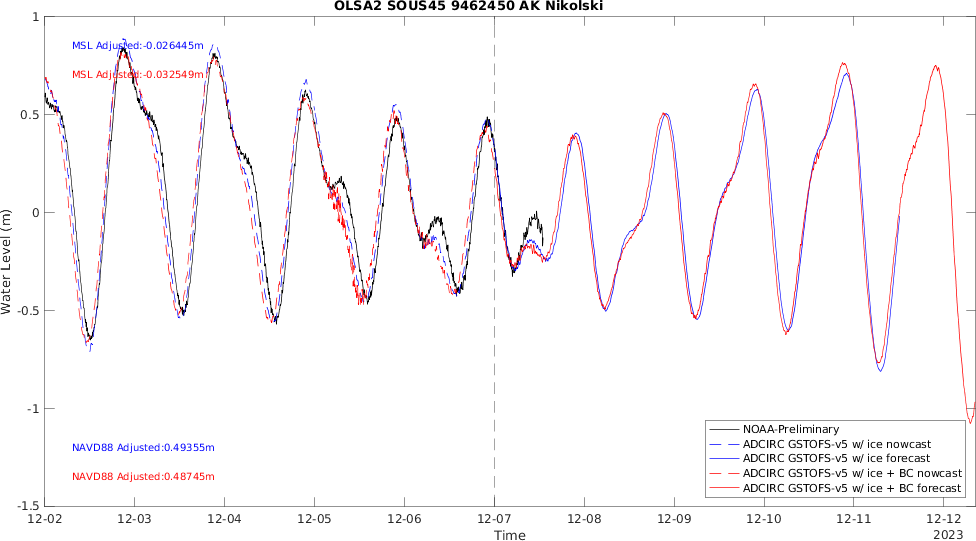 OLSA2 SOUS45 9462450 AK Nikolski
MSL Adjusted:-0.026445m
MSL Adjusted:-0.032549m
NAVD88 Adjusted:0.49355m
NAVD88 Adjusted:0.48745m
Water Level (m)
1
0.5
0
-0.5
-1
-1.5
NOAA-Preliminary
ADCIRC GSTOFS-v5 w/ ice nowcast
ADCIRC GSTOFS-v5 w/ ice forecast
ADCIRC GSTOFS-v5 w/ ice + BC nowcast
ADCIRC GSTOFS-v5 w/ ice + BC forecast
12-02 12-03 12-04 12-05 12-06 12-07 12-08 12-09 12-10 12-11 12-12
Time
2023